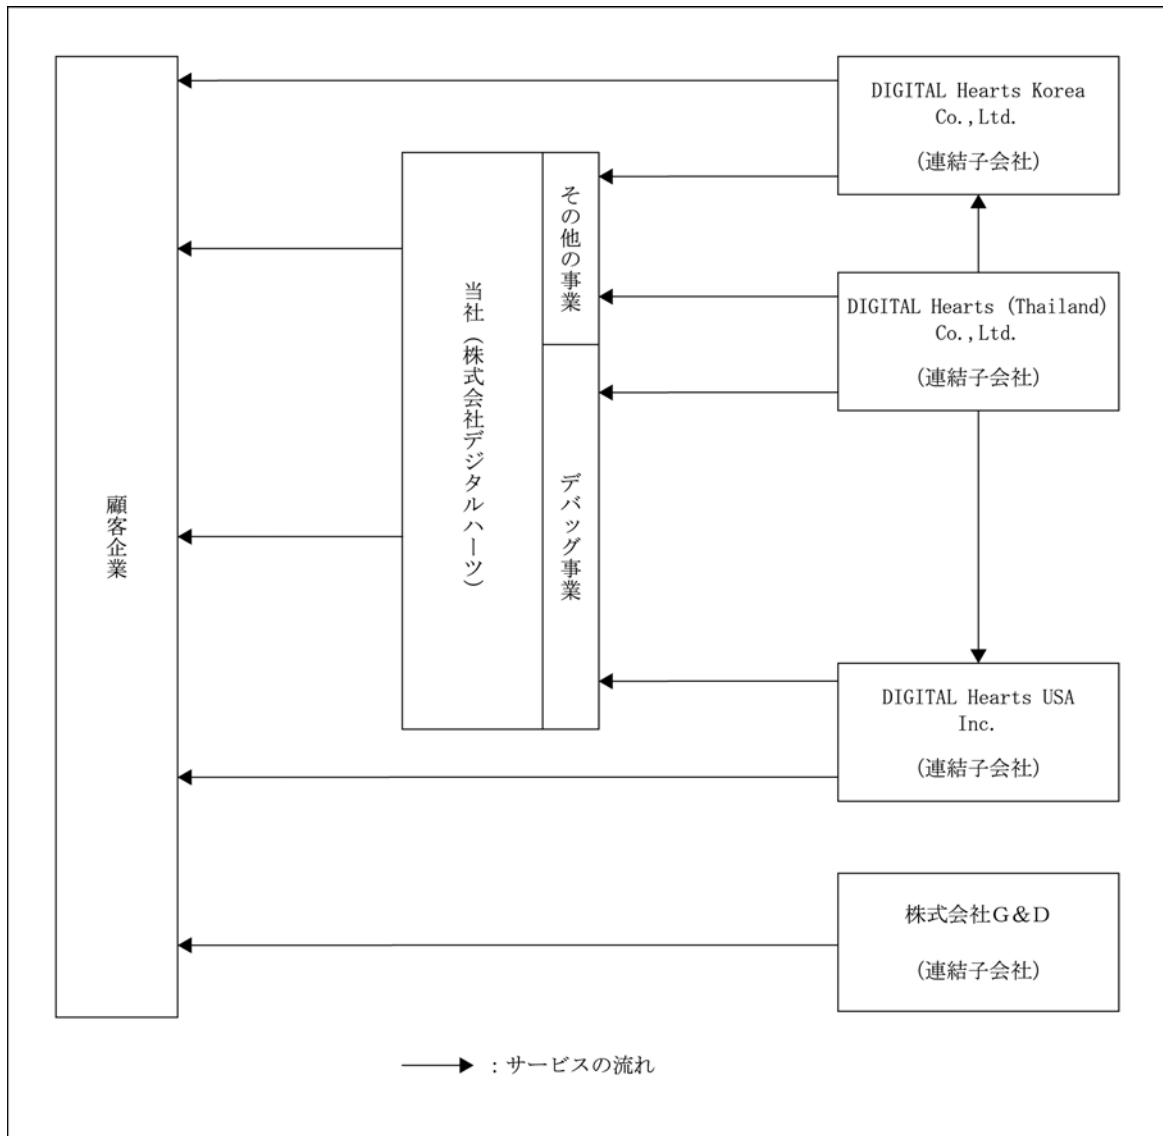 顧客企業
当社（株式会社デジタルハーツ）
その他の事業
デバッグ事業
DIGITAL Hearts Korea
Co.,Ltd.
(連結子会社)
DIGITAL Hearts (Thailand)
Co.,Ltd.
(連結子会社)
DIGITAL Hearts USA
Inc.
(連結子会社)
株式会社Ｇ＆Ｄ
(連結子会社)
：サービスの流れ